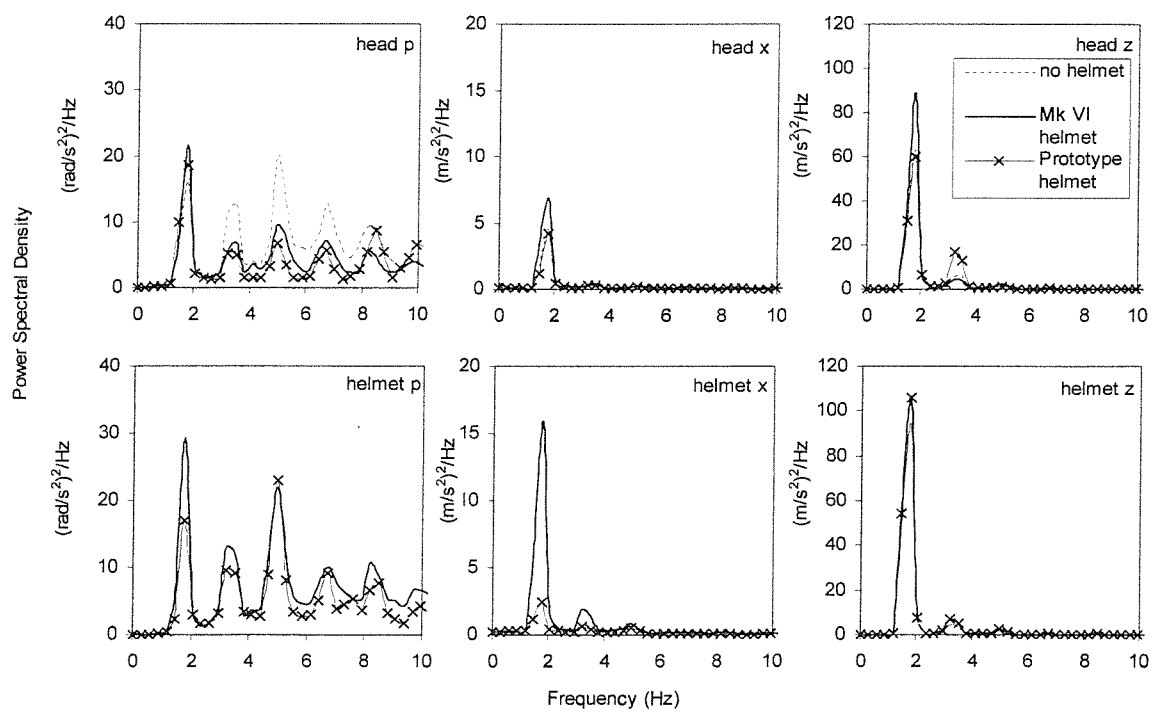 Power Spectral Density
(rad/s²)²/Hz
40
30
20
10
0
head p
0 2 4 6 8 10
(m/s²)²/Hz
20
15
10
5
0
head x
0 2 4 6 8 10
(m/s²)²/Hz
120
100
80
60
40
20
0
head z
no helmet
Mk VI
helmet
Prototype
helmet
0 2 4 6 8 10
(rad/s²)²/Hz
40
30
20
10
0
helmet p
0 2 4 6 8 10
(m/s²)²/Hz
20
15
10
5
0
helmet x
0 2 4 6 8 10
(m/s²)²/Hz
120
100
80
60
40
20
0
helmet z
0 2 4 6 8 10
Frequency (Hz)